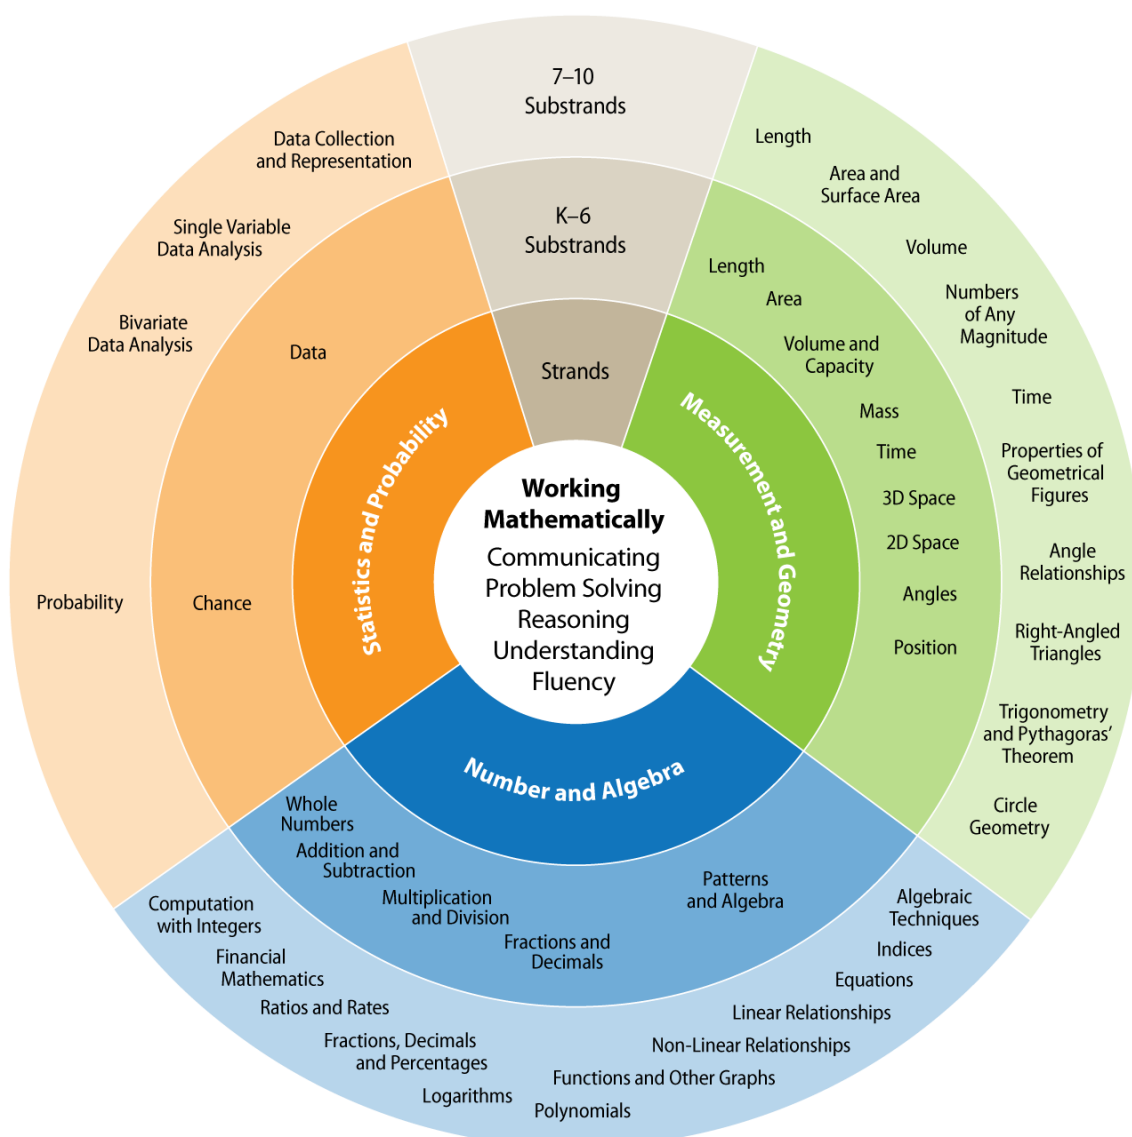 7–10
Substrands
K–6
Substrands
Strands
Working
Mathematically
Communicating
Problem Solving
Reasoning
Understanding
Fluency
Statistics and Probability
Data
Chance
Data Collection
and Representation
Single Variable
Data Analysis
Bivariate
Data Analysis
Probability
Measurement and Geometry
Length
Area
Volume and
Capacity
Mass
Time
3D Space
2D Space
Angles
Position
Length
Area and
Surface Area
Volume
Numbers
of Any
Magnitude
Time
Properties of
Geometrical
Figures
Angle
Relationships
Right-Angled
Triangles
Trigonometry
and Pythagoras’
Theorem
Circle
Geometry
Number and Algebra
Whole
Numbers
Addition and
Subtraction
Multiplication
and Division
Fractions and
Decimals
Patterns
and Algebra
Computation
with Integers
Financial
Mathematics
Ratios and Rates
Fractions, Decimals
and Percentages
Logarithms
Polynomials
Functions and Other Graphs
Non-Linear Relationships
Linear Relationships
Equations
Indices
Algebraic
Techniques